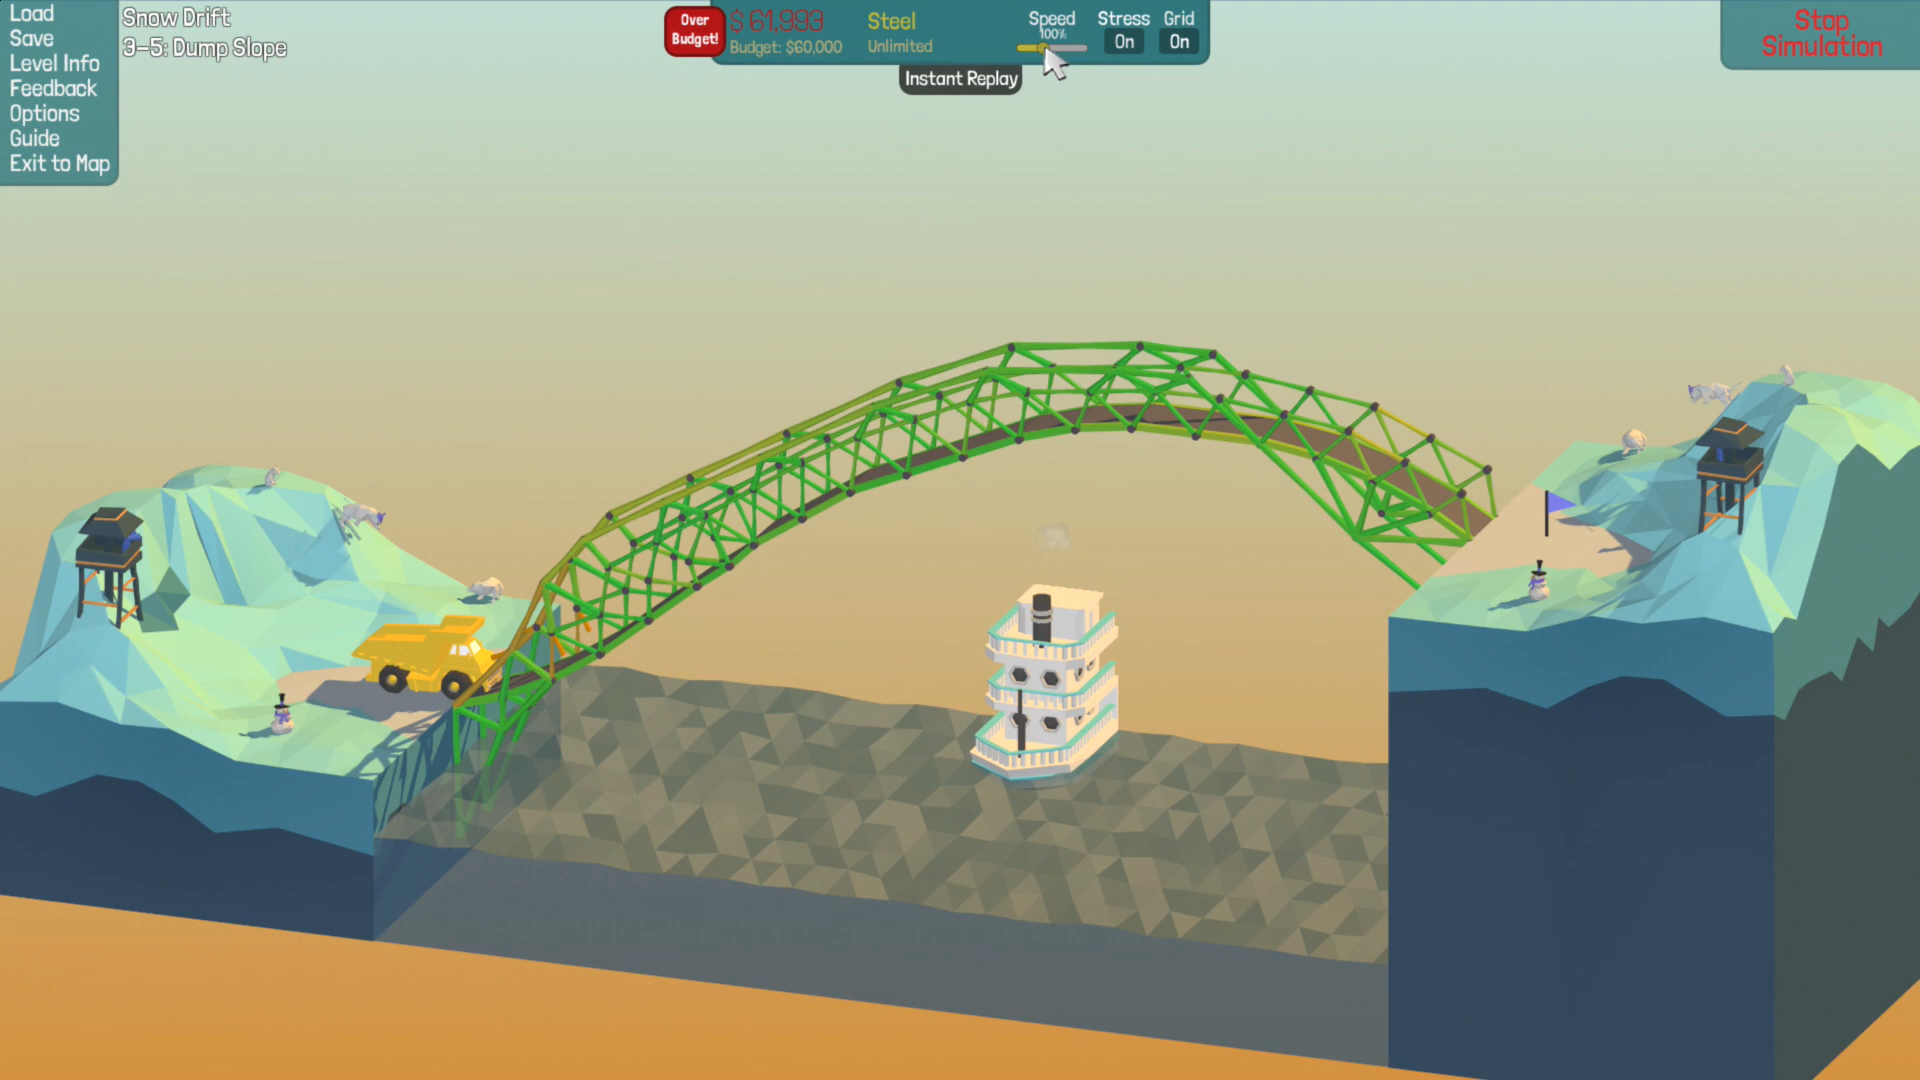 Load
Save
Level Info
Feedback
Options
Guide
Exit to Map
Snow Drift
3-5: Dump Slope
Over
Budget!
$ 61,993
Budget: $60,000
Steel
Unlimited
Speed
100%
Stress
On
Grid
On
Instant Replay
Stop
Simulation